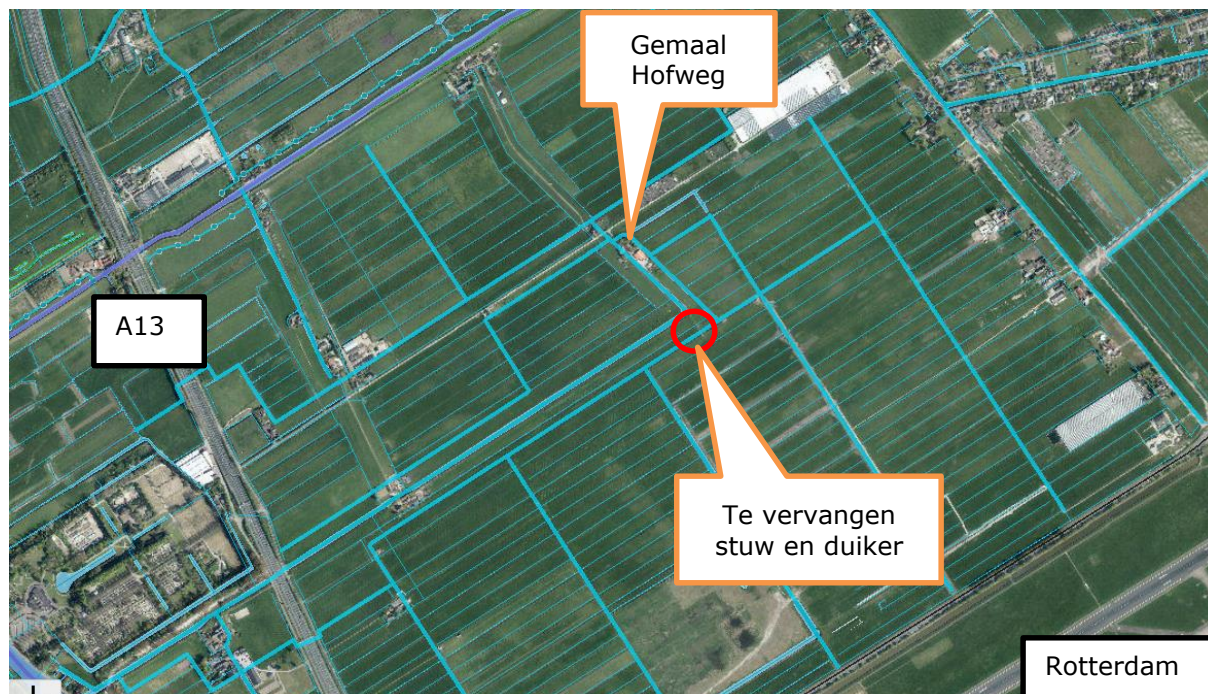 Gemaal
Hofweg
A13
Te vervangen
stuw en duiker
Rotterdam